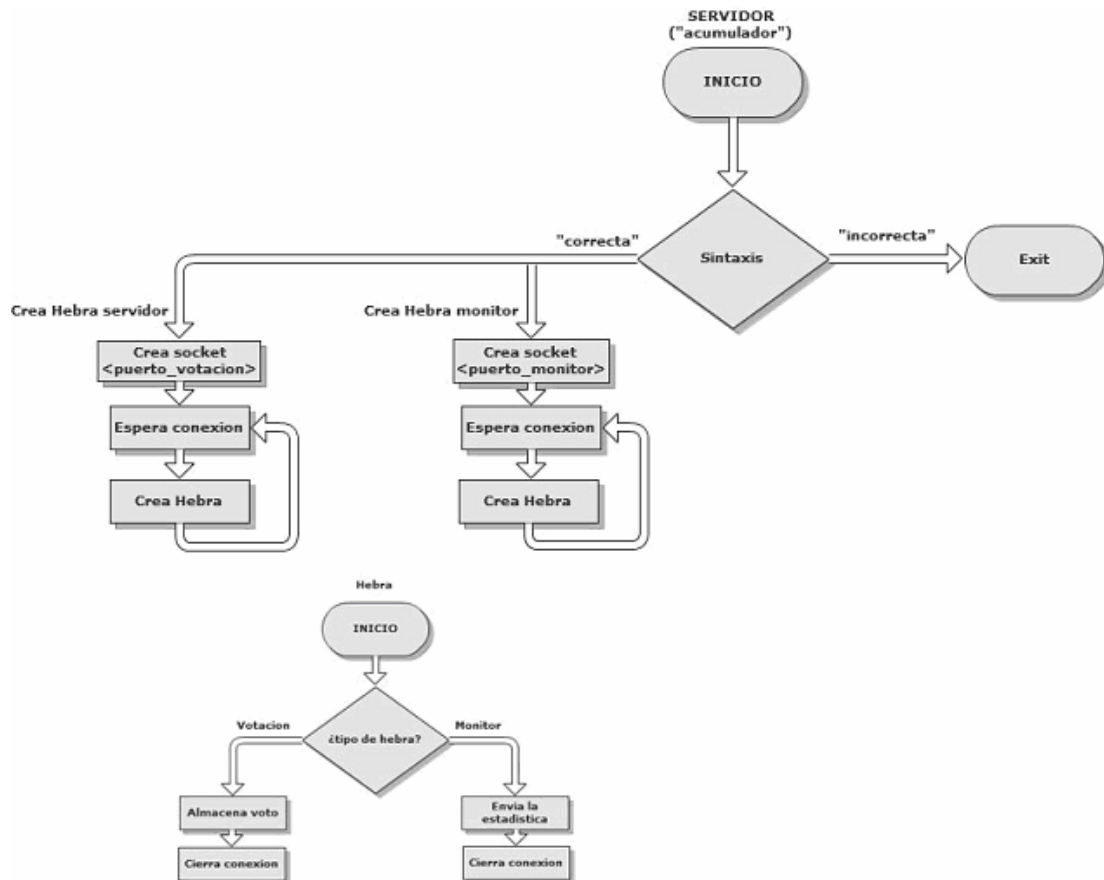 SERVIDOR
("acumulador")
INICIO
Sintaxis
"correcta"
"incorrecta"
Exit
Crea Hebra servidor
Crea socket
<puerto_votacion>
Espera conexion
Crea Hebra
Crea Hebra monitor
Crea socket
<puerto_monitor>
Espera conexion
Crea Hebra
Hebra
INICIO
¿tipo de hebra?
Votacion
Monitor
Almacena voto
Cierra conexion
Envia la
estadistica
Cierra conexion